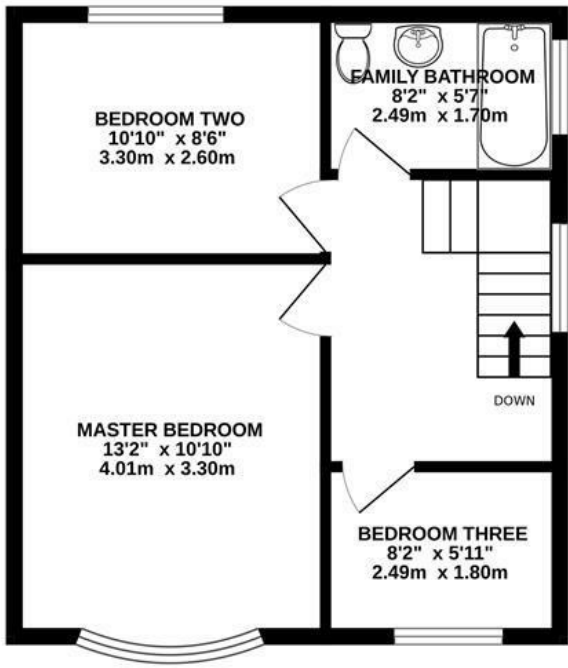 BEDROOM TWO
10'10" x 8'6"
3.30m x 2.60m
FAMILY BATHROOM
8'2" x 5'7"
2.49m x 1.70m
DOWN
MASTER BEDROOM
13'2" x 10'10"
4.01m x 3.30m
BEDROOM THREE
8'2" x 5'11"
2.49m x 1.80m